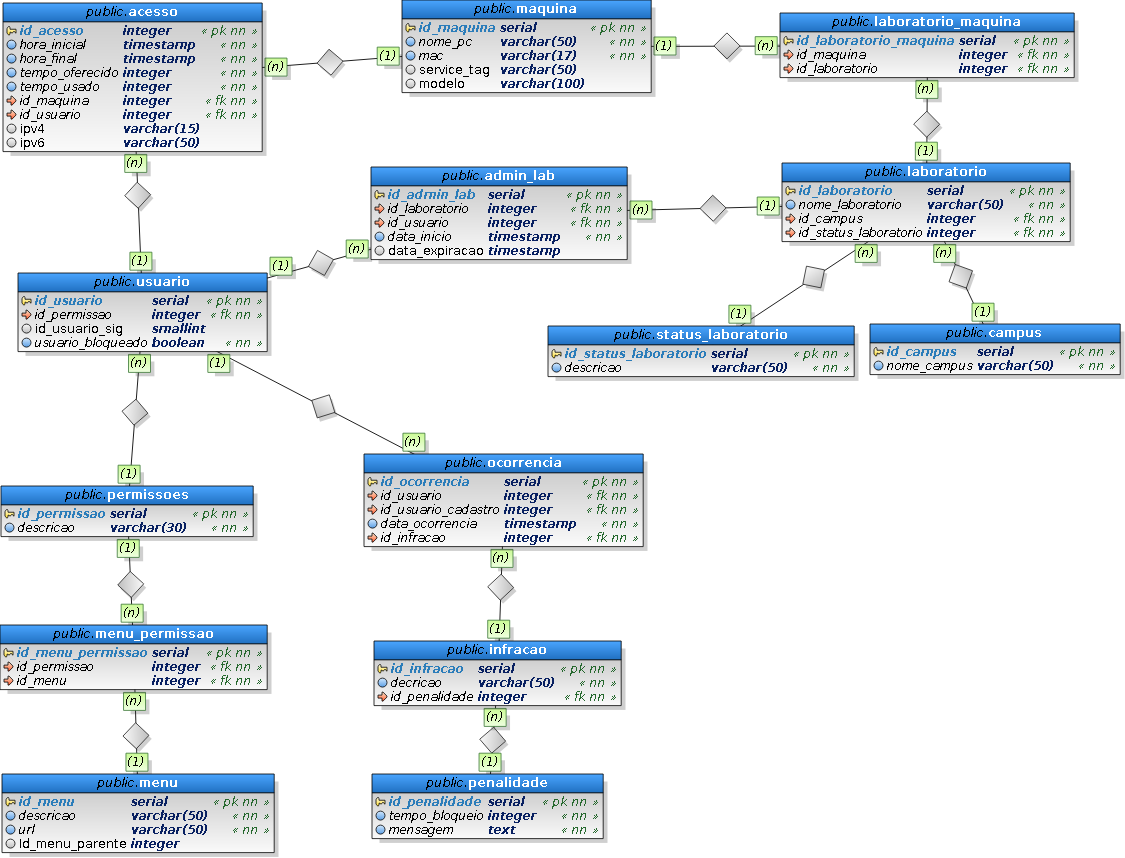 public.acesso
id_acesso integer « pk nn »
hora_inicial timestamp « nn »
hora_final timestamp « nn »
tempo_oferecido integer « nn »
tempo_usado integer « nn »
id_maquina integer « fk nn »
id_usuario integer « fk nn »
ipv4 varchar(15)
ipv6 varchar(50)
(n)
(1)
public.maquina
id_maquina serial « pk nn »
nome_pc varchar(50) « nn »
mac varchar(17) « nn »
service_tag varchar(50)
modelo varchar(100)
(1)
(n)
public.laboratorio_maquina
id_laboratorio_maquina serial « pk nn »
id_maquina integer « fk nn »
id_laboratorio integer « fk nn »
(n)
(1)
(n)
(1)
public.admin_lab
id_admin_lab serial « pk nn »
id_laboratorio integer « fk nn »
id_usuario integer « fk nn »
data_inicio timestamp « nn »
data_expiracao timestamp
(n)
(1)
public.laboratorio
id_laboratorio serial « pk nn »
nome_laboratorio varchar(50) « nn »
id_campus integer « fk nn »
id_status_laboratorio integer « fk nn »
(1)
(n)
(n)
(n)
(1)
(1)
public.usuario
id_usuario serial « pk nn »
id_permissao integer « fk nn »
id_usuario_sig smallint
usuario_bloqueado boolean « nn »
public.status_laboratorio
id_status_laboratorio serial « pk nn »
descricao varchar(50) « nn »
public.campus
id_campus serial « pk nn »
nome_campus varchar(50) « nn »
(n)
(1)
(n)
(1)
public.ocorrencia
id_ocorrencia serial « pk nn »
id_usuario integer « fk nn »
id_usuario_cadastro integer « fk nn »
data_ocorrencia timestamp « nn »
id_infracao integer « fk nn »
public.permissoes
id_permissao serial « pk nn »
descricao varchar(30) « nn »
(1)
(n)
(n)
(1)
public.menu_permissao
id_menu_permissao serial « pk nn »
id_permissao integer « fk nn »
id_menu integer « fk nn »
public.infracao
id_infracao serial « pk nn »
decricao varchar(50) « nn »
id_penalidade integer « fk nn »
(n)
(1)
(n)
(1)
public.menu
id_menu serial « pk nn »
descricao varchar(50) « nn »
url varchar(50) « nn »
Id_menu_parente integer
public.penalidade
id_penalidade serial « pk nn »
tempo_bloqueio integer « nn »
mensagem text « nn »